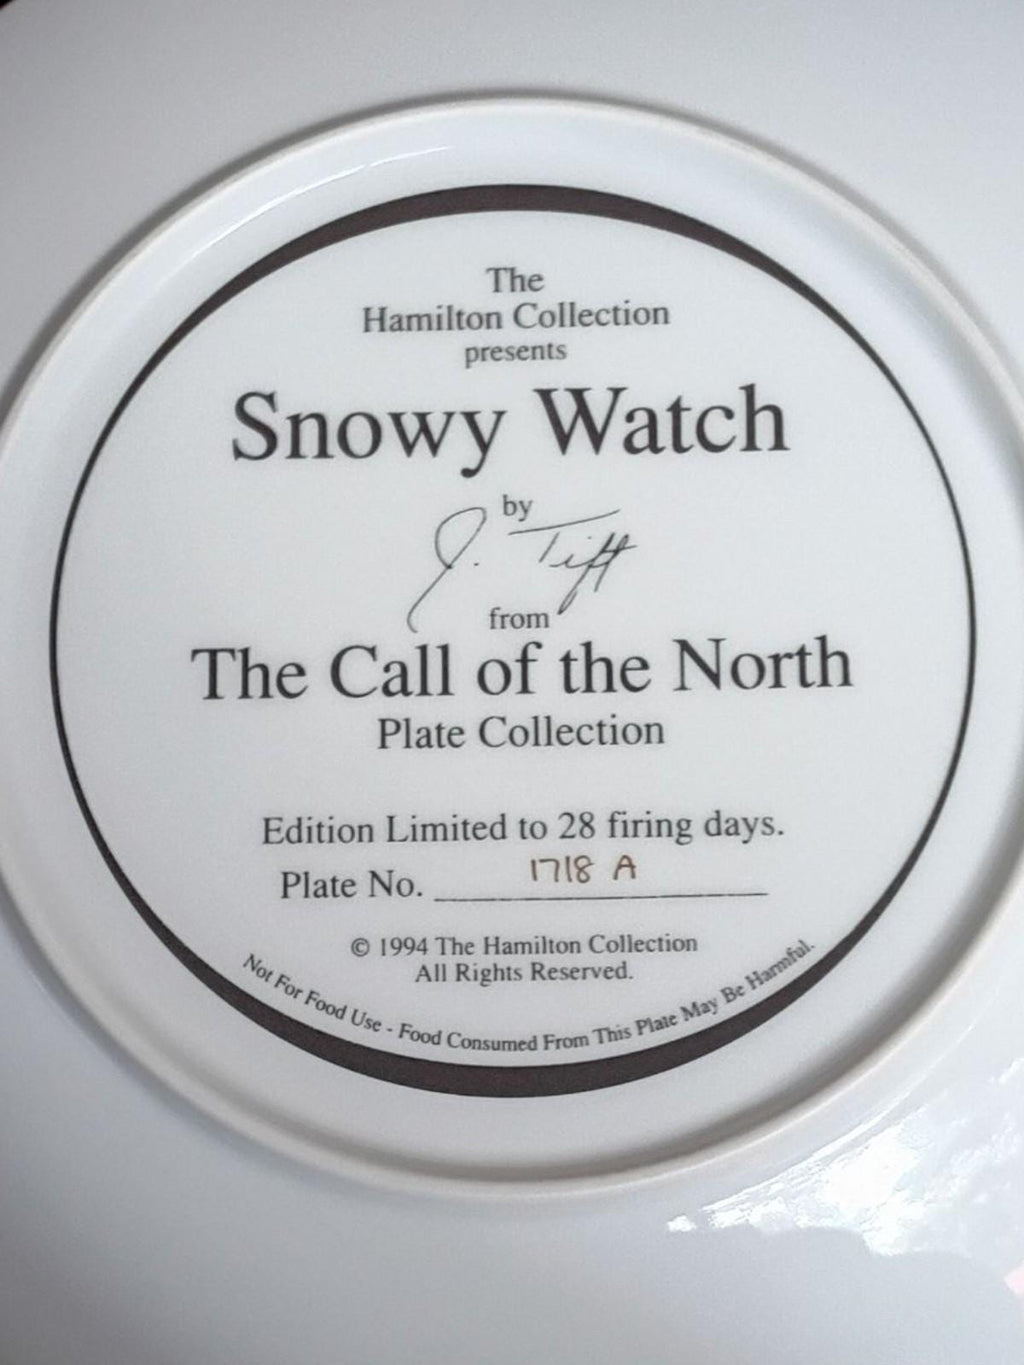 The
Hamilton Collection
presents
Snowy Watch
by
J. Tift
from
The Call of the North
Plate Collection
Edition Limited to 28 firing days.
Plate No. 1718 A
© 1994 The Hamilton Collection
All Rights Reserved.
Not For Food Use - Food Consumed From This Plate May Be Harmful.